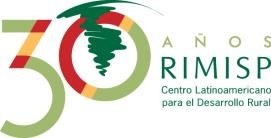 30 AÑOS
RIMISP
Centro Latinoamericano
para el Desarrollo Rural